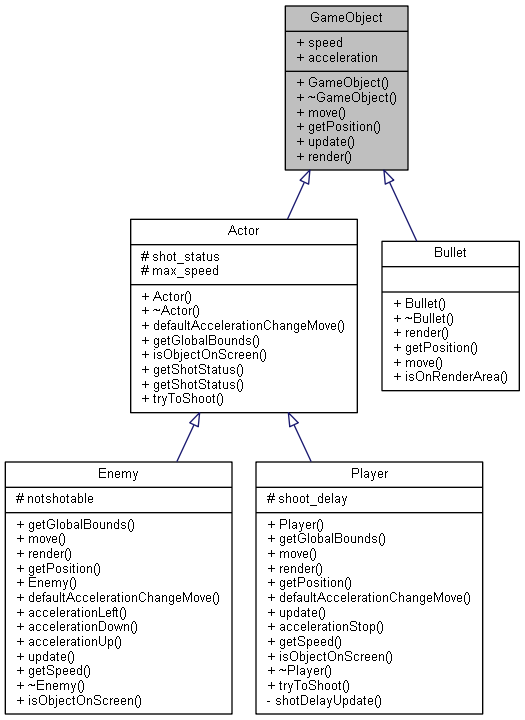 GameObject
+ speed
+ acceleration
+ GameObject()
+ ~GameObject()
+ move()
+ getPosition()
+ update()
+ render()
Actor
# shot_status
# max_speed
+ Actor()
+ ~Actor()
+ defaultAccelerationChangeMove()
+ getGlobalBounds()
+ isObjectOnScreen()
+ getShotStatus()
+ getShotStatus()
+ tryToShoot()
Bullet
+ Bullet()
+ ~Bullet()
+ render()
+ getPosition()
+ move()
+ isOnRenderArea()
Enemy
# notshotable
+ getGlobalBounds()
+ move()
+ render()
+ getPosition()
+ Enemy()
+ defaultAccelerationChangeMove()
+ accelerationLeft()
+ accelerationDown()
+ accelerationUp()
+ update()
+ getSpeed()
+ ~Enemy()
+ isObjectOnScreen()
Player
# shoot_delay
+ Player()
+ getGlobalBounds()
+ move()
+ render()
+ getPosition()
+ defaultAccelerationChangeMove()
+ update()
+ accelerationStop()
+ getSpeed()
+ isObjectOnScreen()
+ ~Player()
+ tryToShoot()
- shotDelayUpdate()